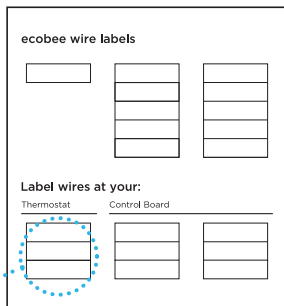 ecobee wire labels
Label wires at your:
Thermostat
Control Board